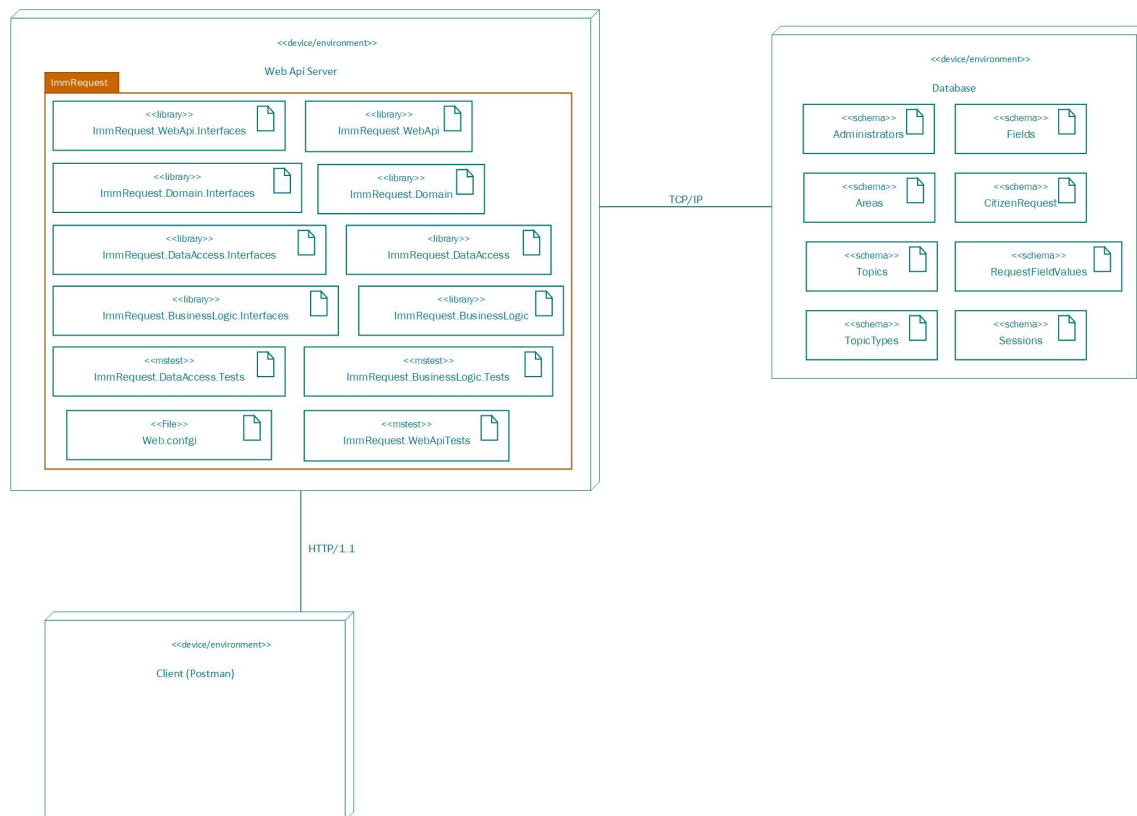 <<device/environment>>
Web Api Server
ImmRequest
<<library>>
ImmRequest.WebApi.Interfaces
<<library>>
ImmRequest.WebApi
<<library>>
ImmRequest.Domain.Interfaces
<<library>>
ImmRequest.Domain
<<library>>
ImmRequest.DataAccess.Interfaces
<library>>
ImmRequest.DataAccess
<<library>>
ImmRequest.BusinessLogic.Interfaces
<<library>>
ImmRequest.BusinessLogic
<<mstest>>
ImmRequest.DataAccess.Tests
<<mstest>>
ImmRequest.BusinessLogic.Tests
<<File>>
Web.confgi
<<mstest>>
ImmRequest.WebApiTests
TCP/IP
<<device/environment>>
Database
<<schema>>
Administrators
<<schema>>
Fields
<<schema>>
Areas
<<schema>>
CitizenRequest
<<schema>>
Topics
<<schema>>
RequestFieldValues
<<schema>>
TopicTypes
<<schema>>
Sessions
HTTP/1.1
<<device/environment>>
Client (Postman)